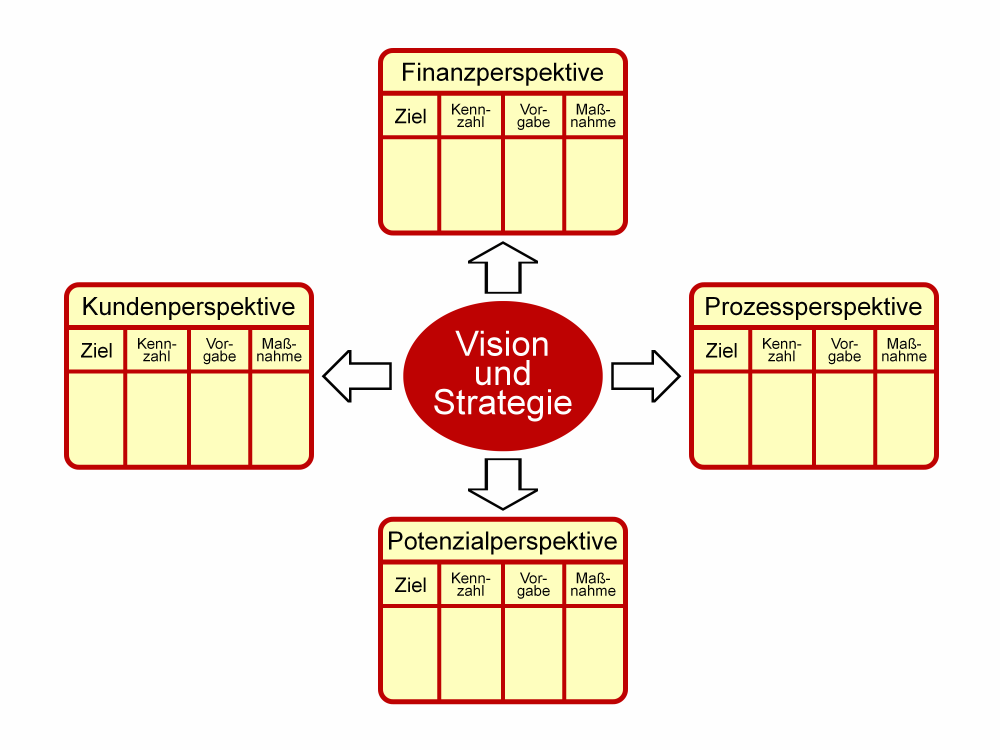 Finanzperspektive
Ziel
Kenn-
zahl
Vor-
gabe
Maß-
nahme
Kundenperspektive
Ziel
Kenn-
zahl
Vor-
gabe
Maß-
nahme
Vision
und
Strategie
Prozessperspektive
Ziel
Kenn-
zahl
Vor-
gabe
Maß-
nahme
Potenzialperspektive
Ziel
Kenn-
zahl
Vor-
gabe
Maß-
nahme